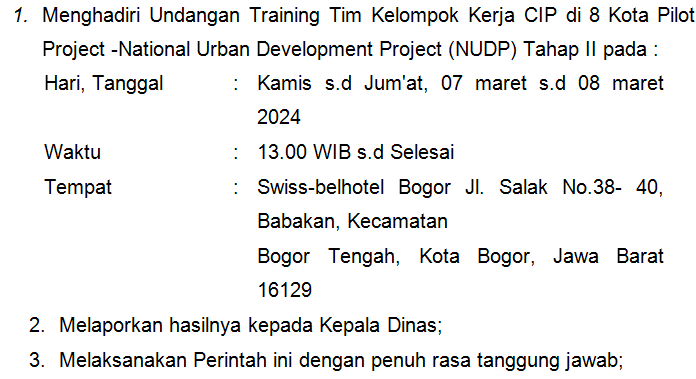 1. Menghadiri Undangan Training Tim Kelompok Kerja CIP di 8 Kota Pilot
Project -National Urban Development Project (NUDP) Tahap II pada :
Hari, Tanggal : Kamis s.d Jum'at, 07 maret s.d 08 maret
2024
Waktu : 13.00 WIB s.d Selesai
Tempat : Swiss-belhotel Bogor Jl. Salak No.38- 40,
Babakan, Kecamatan
Bogor Tengah, Kota Bogor, Jawa Barat
16129
2. Melaporkan hasilnya kepada Kepala Dinas;
3. Melaksanakan Perintah ini dengan penuh rasa tanggung jawab;